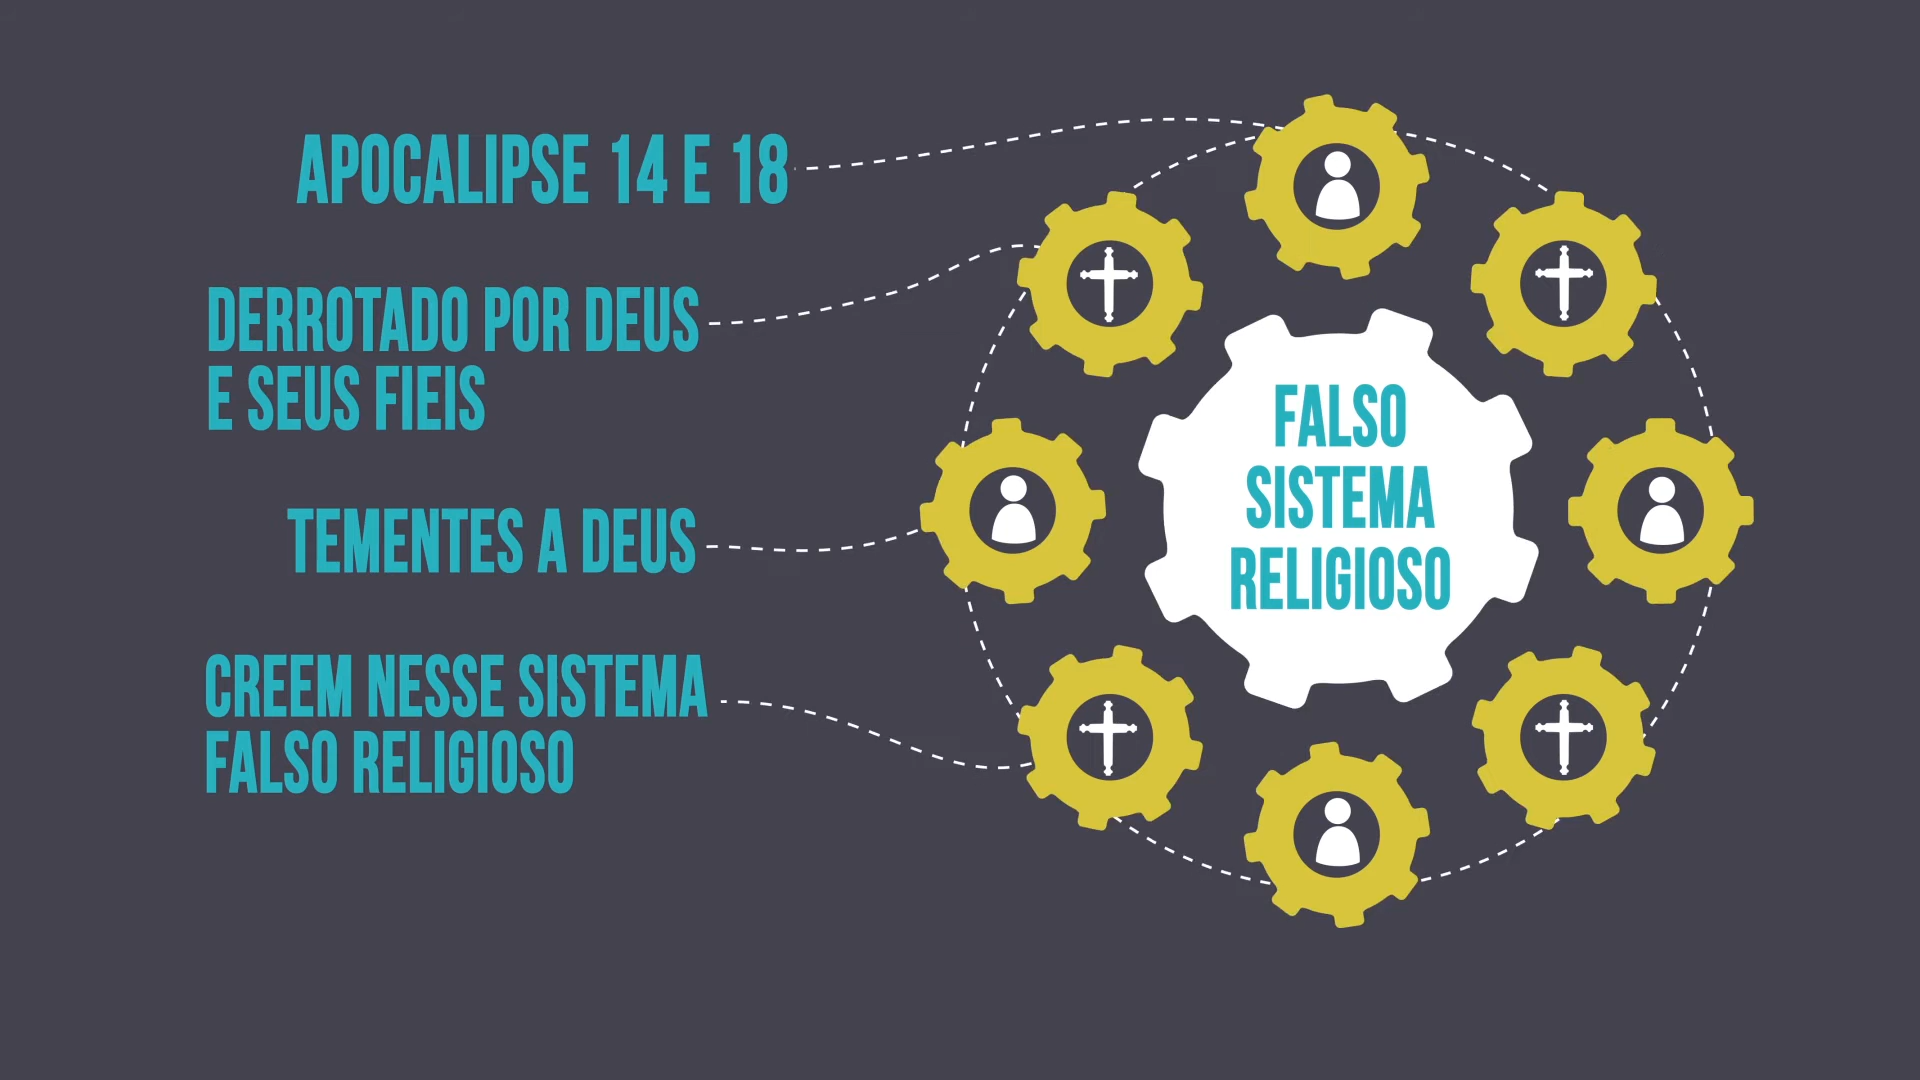 APOCALIPSE 14 E 18
DERROTADO POR DEUS
E SEUS FIEIS
TEMENTES A DEUS
CREEM NESSE SISTEMA
FALSO RELIGIOSO
FALSO
SISTEMA
RELIGIOSO